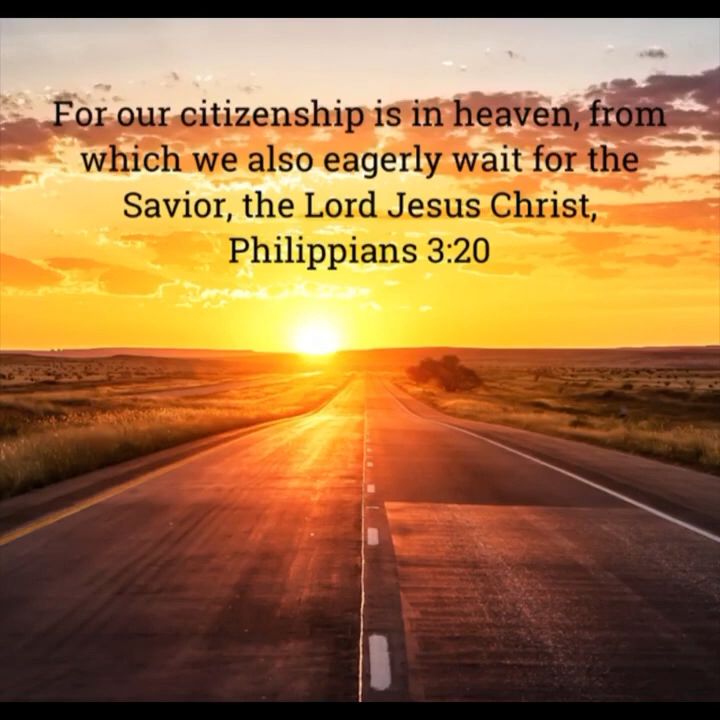 For our citizenship is in heaven, from
which we also eagerly wait for the
Savior, the Lord Jesus Christ,
Philippians 3:20